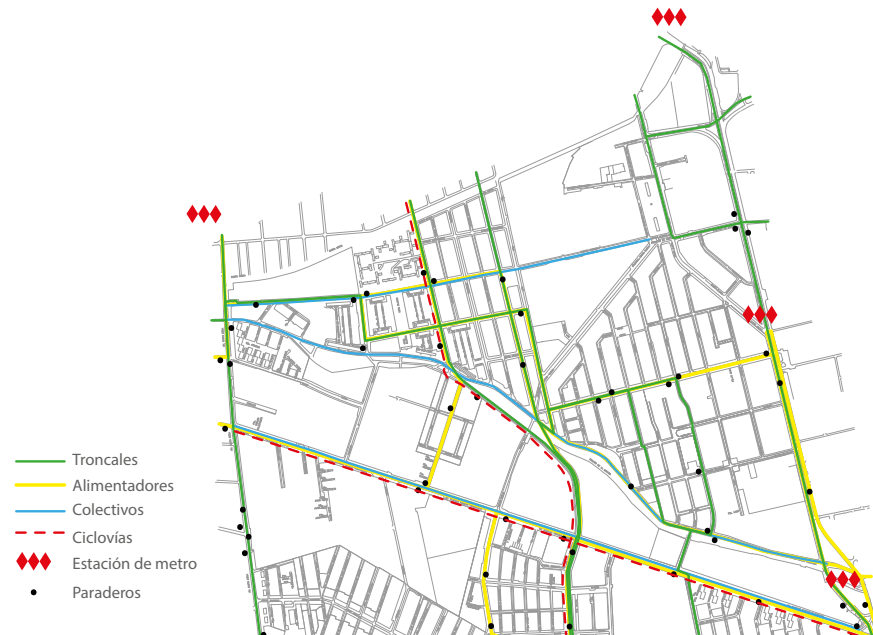 Troncales
Alimentadores
Colectivos
Ciclovías
Estación de metro
Paraderos